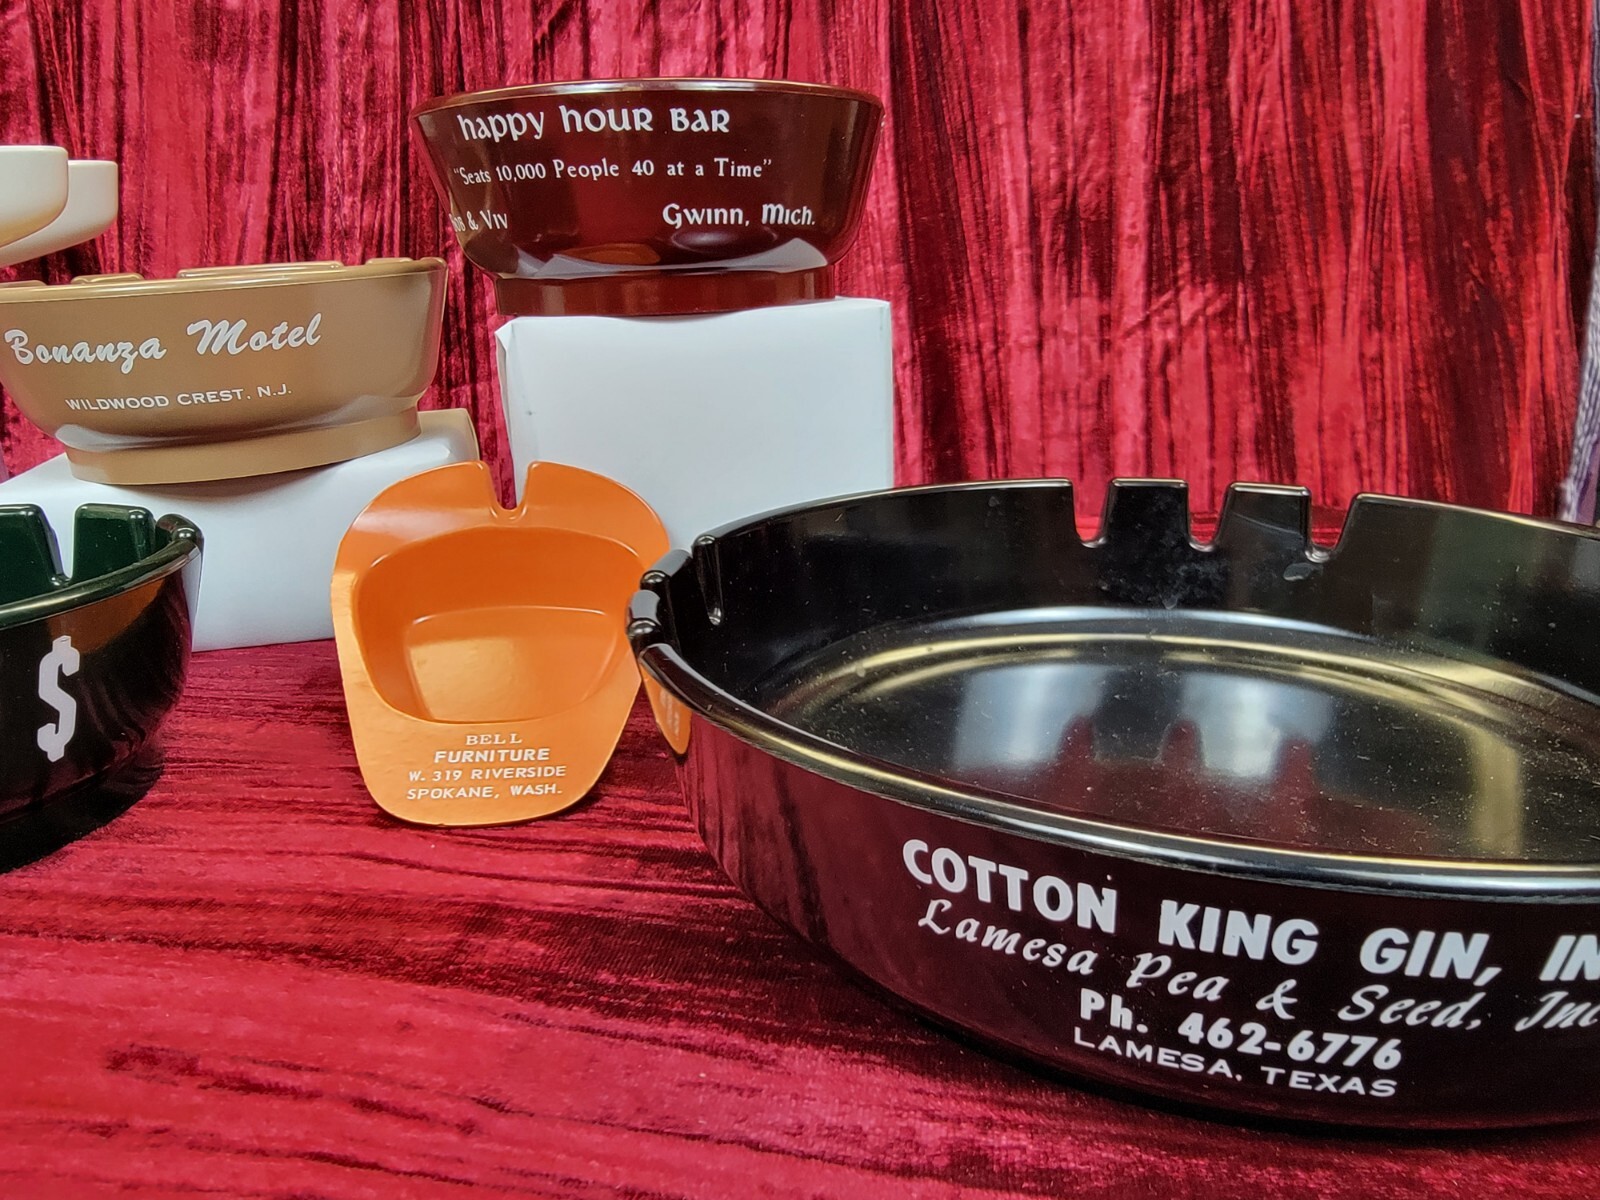 happy hour bar
"Seats 10,000 People 40 at a Time"
& Viv Gwinn, Mich.
Bonanza Motel
WILDWOOD CREST, N.J.
$
BELL
FURNITURE
W. 319 RIVERSIDE
SPOKANE, WASH.
COTTON KING GIN, IN
Lamesa Pea & Seed, Inc
Ph. 462-6776
LAMESA, TEXAS